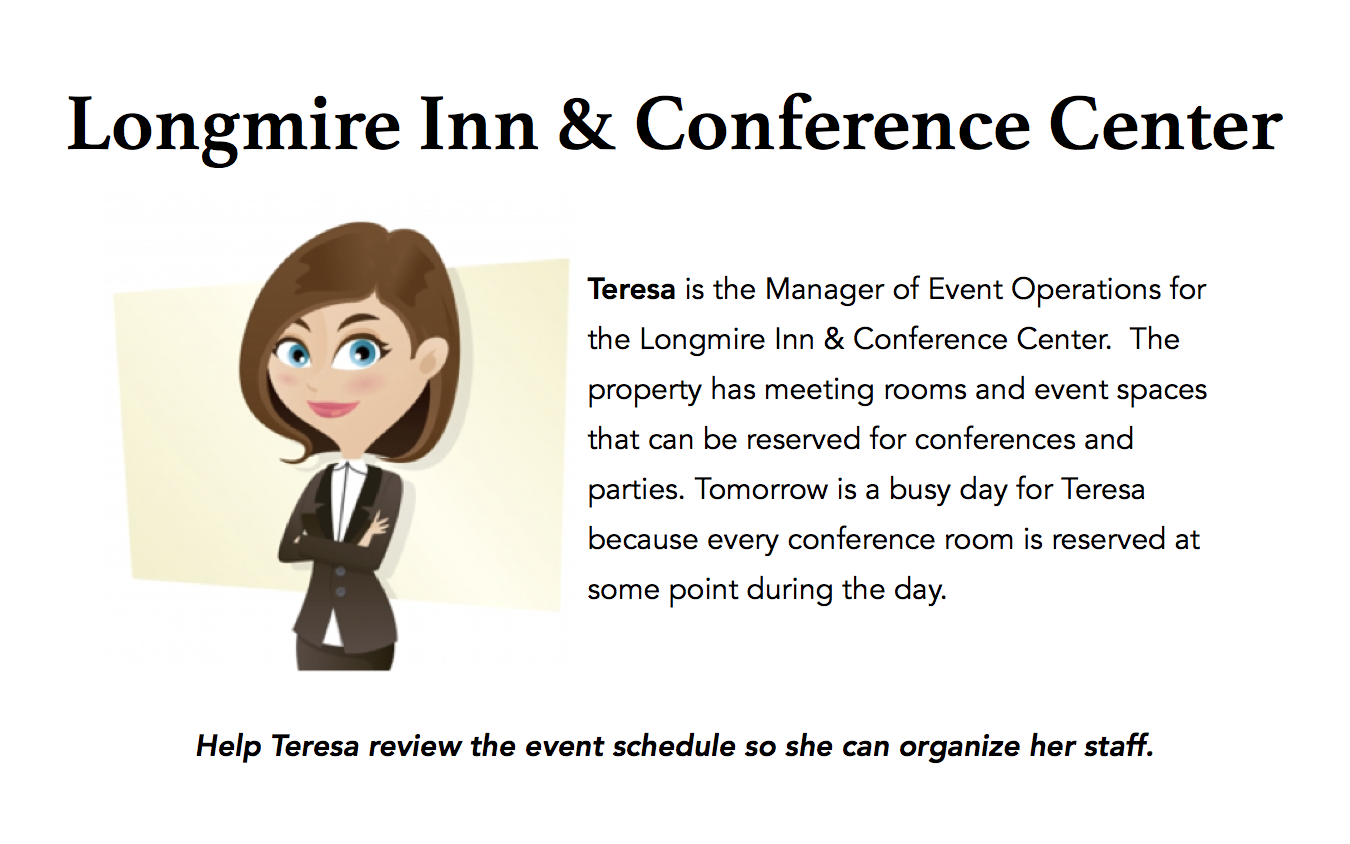 Longmire Inn & Conference Center
Teresa is the Manager of Event Operations for
the Longmire Inn & Conference Center.  The
property has meeting rooms and event spaces
that can be reserved for conferences and
parties. Tomorrow is a busy day for Teresa
because every conference room is reserved at
some point during the day.
Help Teresa review the event schedule so she can organize her staff.